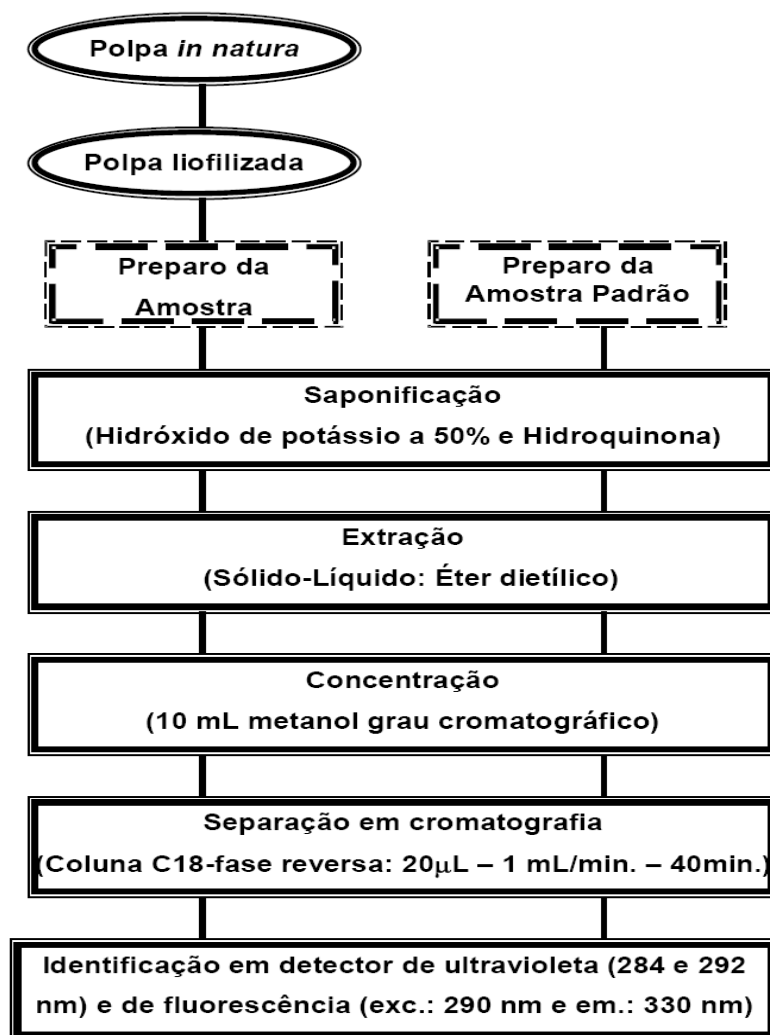 Polpa in natura
Polpa liofilizada
Preparo da
Amostra
Preparo da
Amostra Padrão
Saponificação
(Hidróxido de potássio a 50% e Hidroquinona)
Extração
(Sólido-Líquido: Éter dietílico)
Concentração
(10 mL metanol grau cromatográfico)
Separação em cromatografia
(Coluna C18-fase reversa: 20µL – 1 mL/min. – 40min.)
Identificação em detector de ultravioleta (284 e 292
nm) e de fluorescência (exc.: 290 nm e em.: 330 nm)